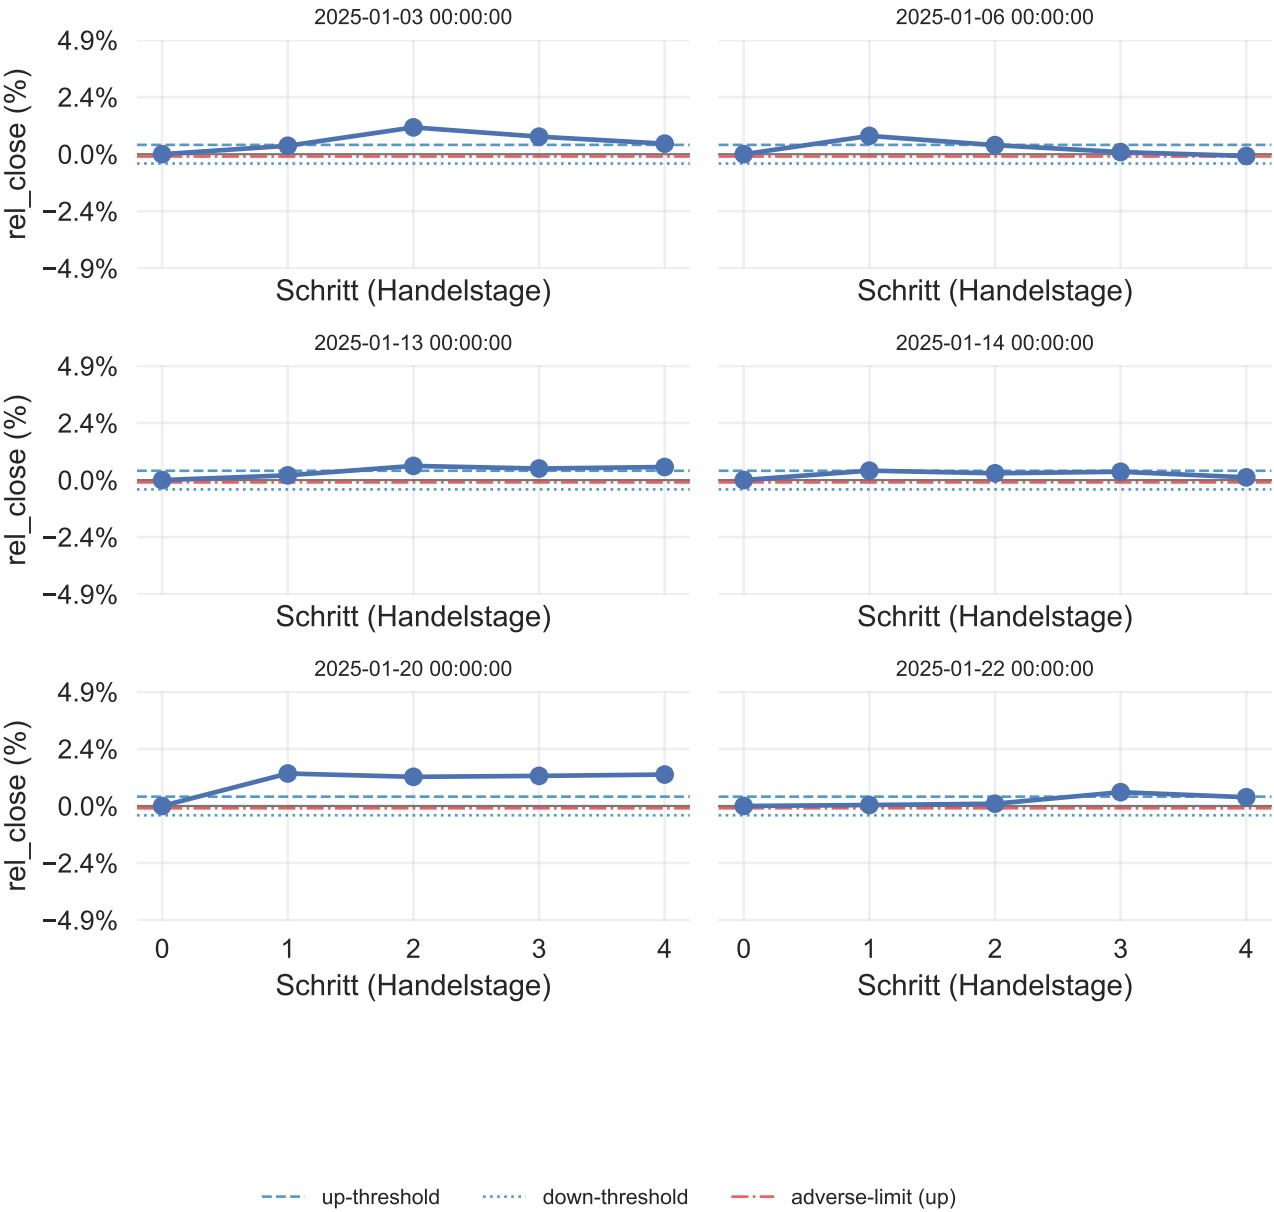 2025-01-03 00:00:00
2025-01-06 00:00:00
rel_close (%)
4.9%
2.4%
0.0%
−2.4%
−4.9%
Schritt (Handelstage)
Schritt (Handelstage)
2025-01-13 00:00:00
2025-01-14 00:00:00
rel_close (%)
4.9%
2.4%
0.0%
−2.4%
−4.9%
Schritt (Handelstage)
Schritt (Handelstage)
2025-01-20 00:00:00
2025-01-22 00:00:00
rel_close (%)
4.9%
2.4%
0.0%
−2.4%
−4.9%
0 1 2 3 4
0 1 2 3 4
Schritt (Handelstage)
Schritt (Handelstage)
up-threshold
down-threshold
adverse-limit (up)